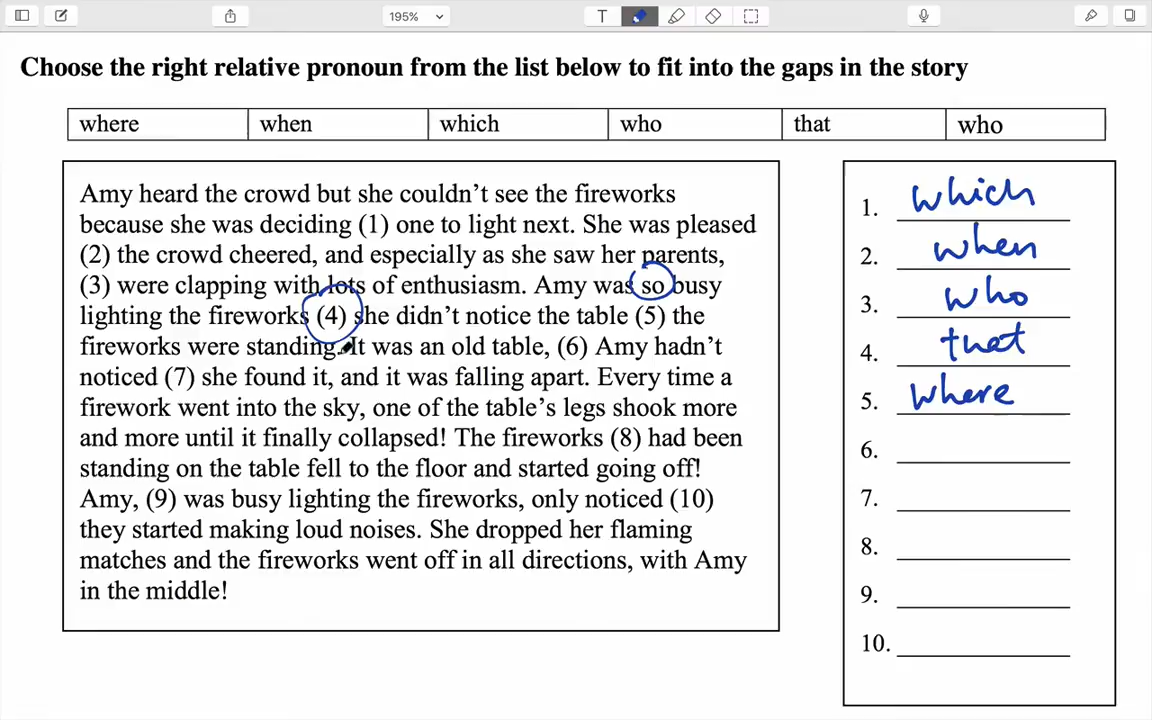 195%
T
Choose the right relative pronoun from the list below to fit into the gaps in the story
where when which who that who
Amy heard the crowd but she couldn't see the fireworks
because she was deciding (1) one to light next. She was pleased
(2) the crowd cheered, and especially as she saw her parents,
(3) were clapping with lots of enthusiasm. Amy was so busy
lighting the fireworks (4) she didn't notice the table (5) the
fireworks were standing. It was an old table, (6) Amy hadn't
noticed (7) she found it, and it was falling apart. Every time a
firework went into the sky, one of the table's legs shook more
and more until it finally collapsed! The fireworks (8) had been
standing on the table fell to the floor and started going off!
Amy, (9) was busy lighting the fireworks, only noticed (10)
they started making loud noises. She dropped her flaming
matches and the fireworks went off in all directions, with Amy
in the middle!
1. which
2. when
3. who
4. that
5. where
6.
7.
8.
9.
10.